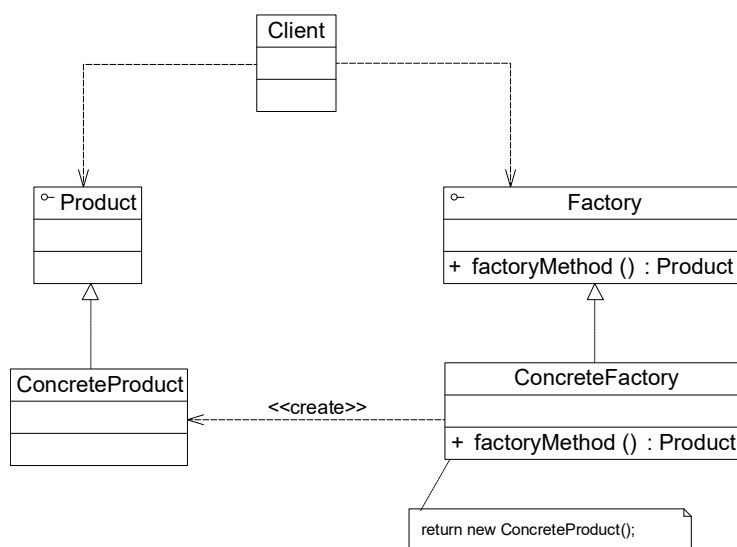 Client
Product
Factory
+ factoryMethod () : Product
ConcreteProduct
ConcreteFactory
<<create>>
+ factoryMethod () : Product
return new ConcreteProduct();